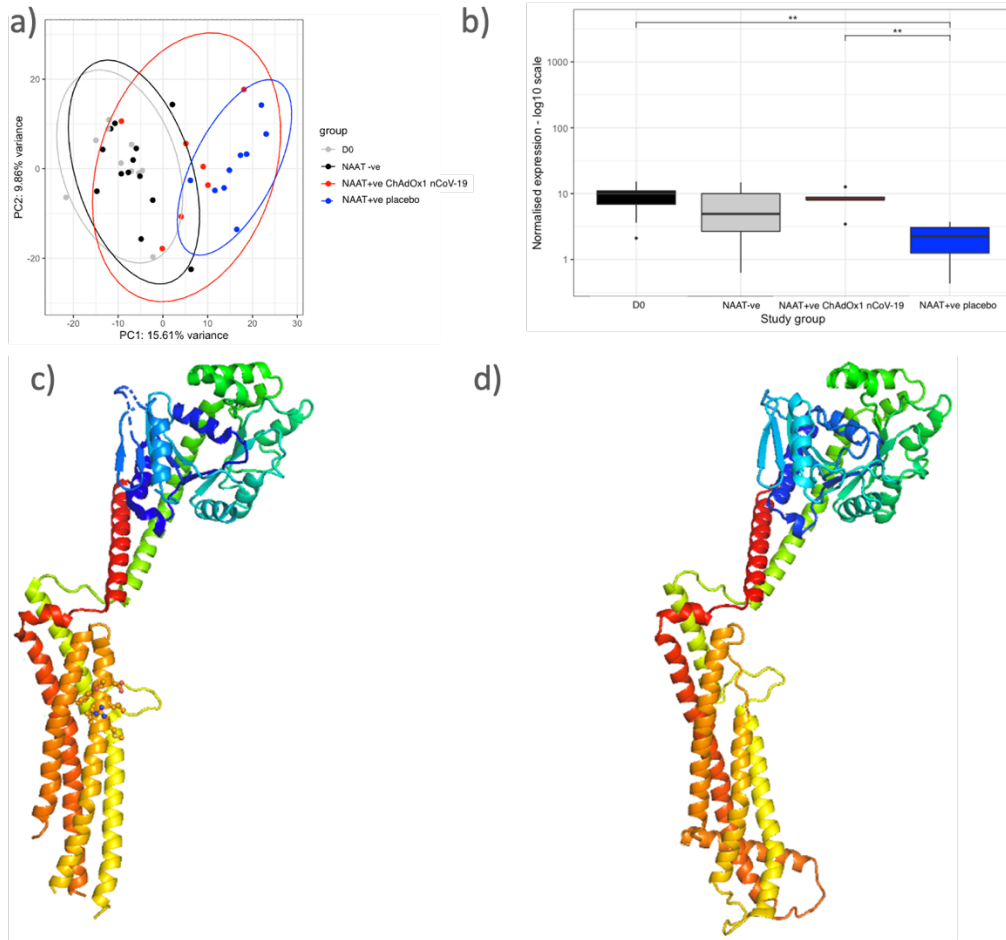 a)
PC2: 9.86% variance
20
0
-20
-20
-10
0
10
20
30
PC1: 15.61% variance
group
D0
NAAT -ve
NAAT+ve ChAdOx1 nCoV-19
NAAT+ve placebo
b)
Normalised expression - log10 scale
1000
100
10
1
**
**
D0
NAAT-ve
NAAT+ve ChAdOx1 nCoV-19
NAAT+ve placebo
Study group
c)
d)